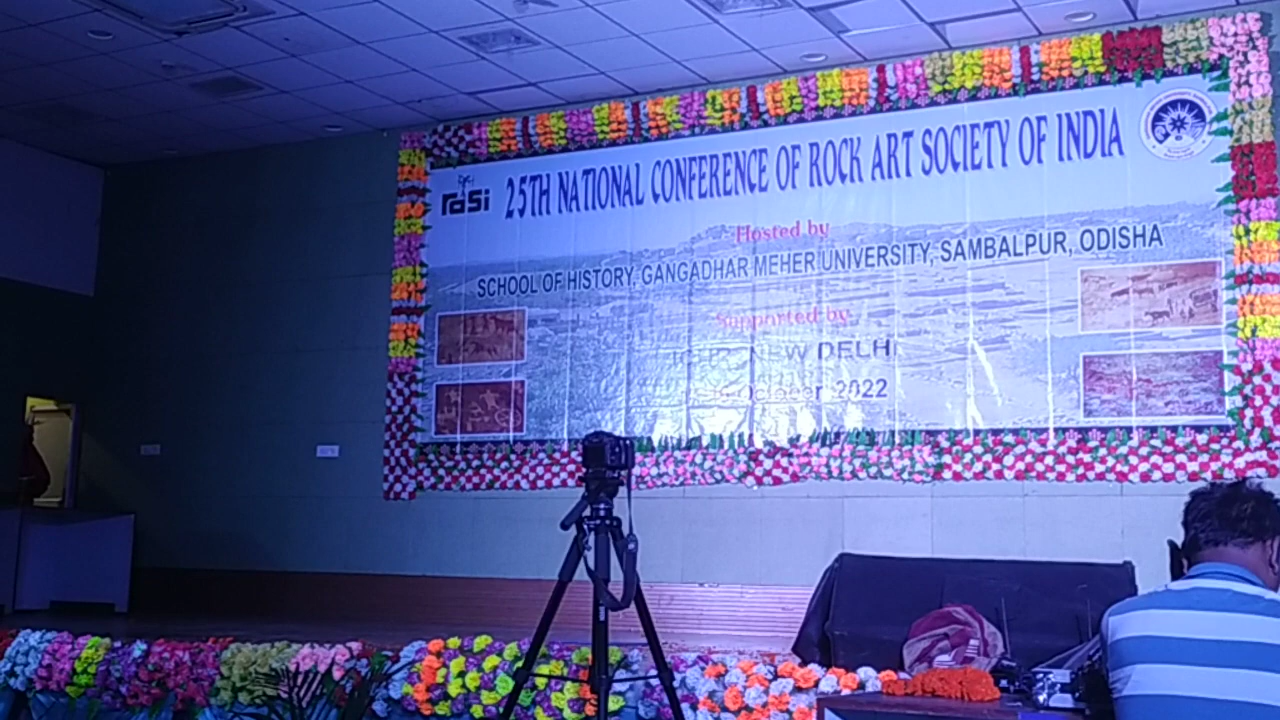 rasi 25TH NATIONAL CONFERENCE OF ROCK ART SOCIETY OF INDIA
Hosted by
SCHOOL OF HISTORY, GANGADHAR MEHER UNIVERSITY, SAMBALPUR, ODISHA
Supported by
NEW DELHI
October 2022